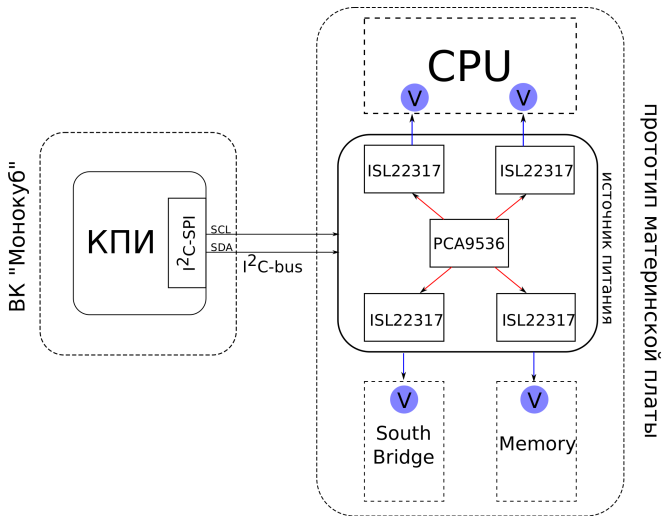 CPU
V
V
ВК "Монокуб"
КПИ
I²C-SPI
SCL
SDA
I²C-bus
ISL22317
ISL22317
PCA9536
ISL22317
ISL22317
источник питания
прототип материнской платы
V
V
South
Bridge
Memory